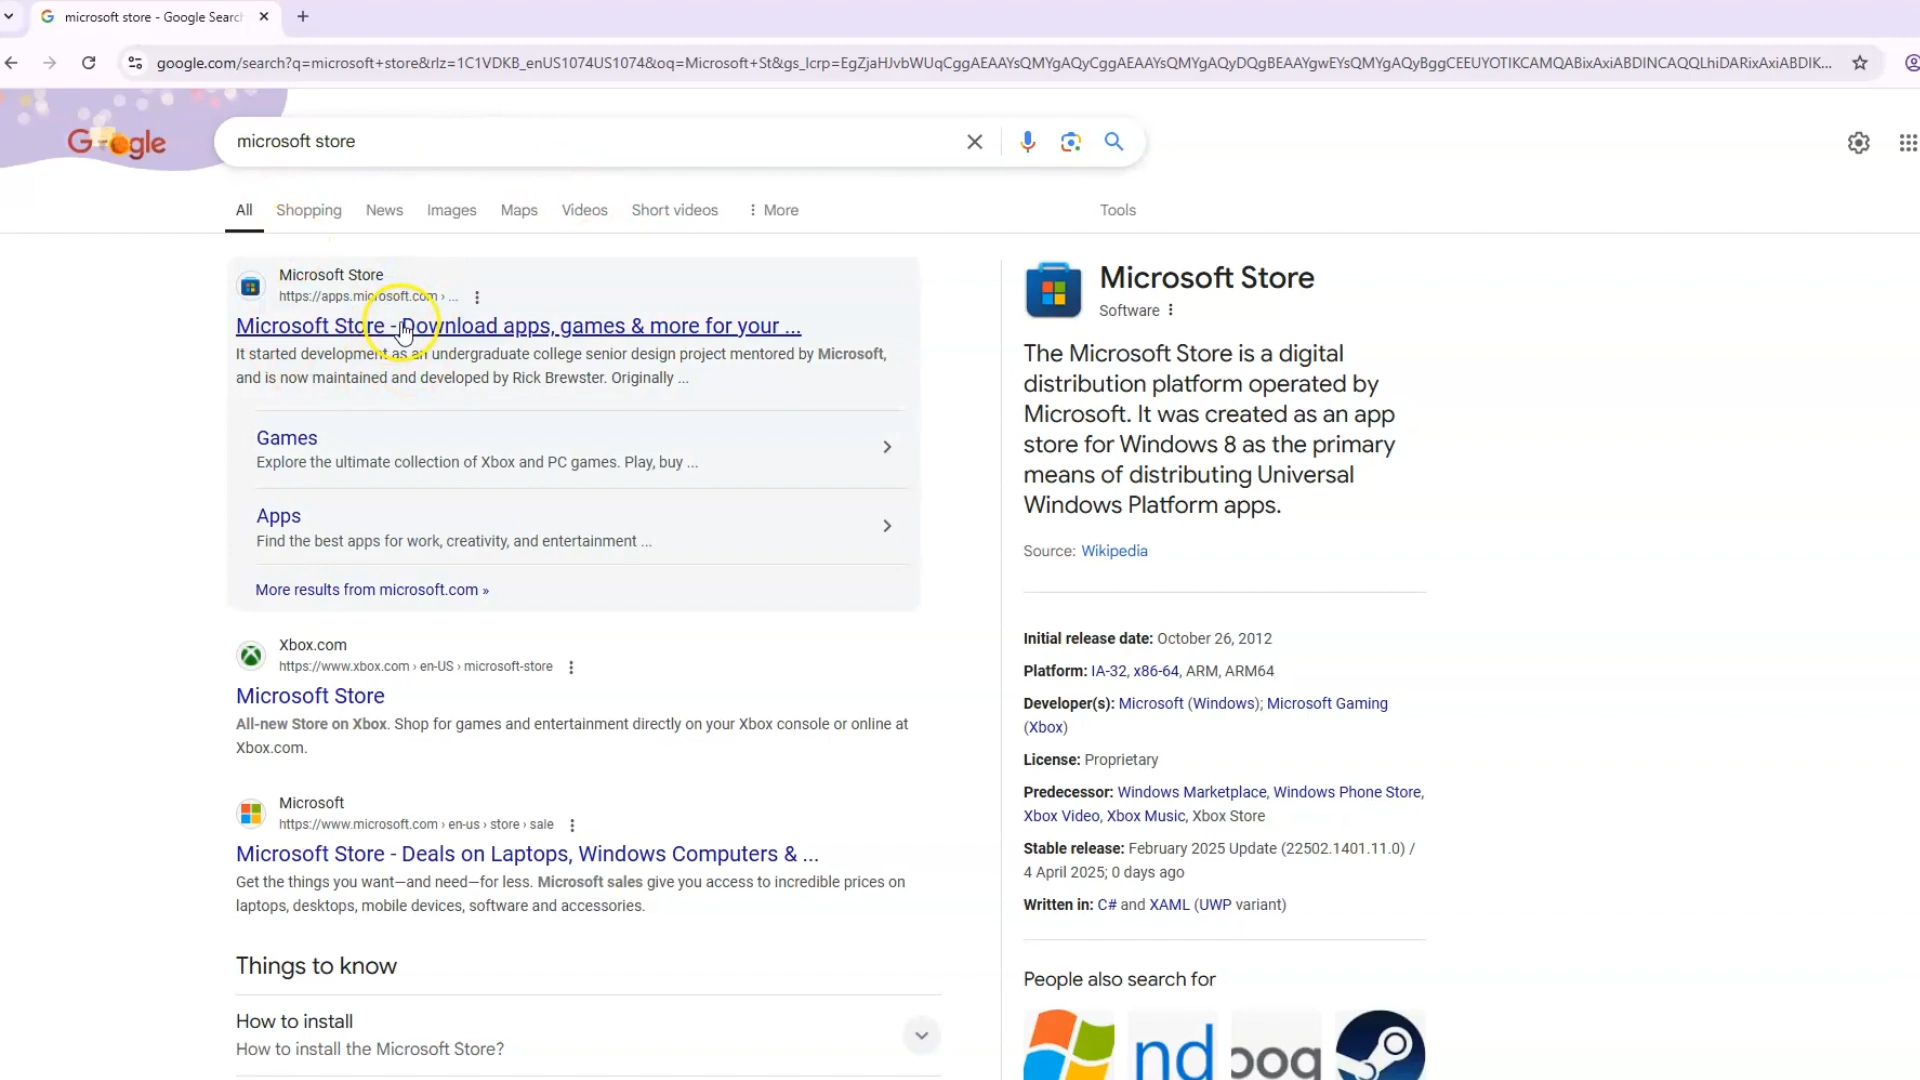 microsoft store - Google Search
google.com/search?q=microsoft+store&rlz=1C1VDKB_enUS1074US1074&oq=Microsoft+St&gs_lcrp=EgZjaHJvbWUqCggAEAAYsQMYgAQyCggAEAAYsQMYgAQyDQgBEAAYgwEYsQMYgAQyBggCEEUYOTIKCAMQABixAxiABDINCAQQLhiDARixAxiABDIK...
Google
microsoft store
All Shopping News Images Maps Videos Short videos More Tools
Microsoft Store
https://apps.microsoft.com › ...
Microsoft Store - Download apps, games & more for your ...
It started development as an undergraduate college senior design project mentored by Microsoft,
and is now maintained and developed by Rick Brewster. Originally ...
Games
Explore the ultimate collection of Xbox and PC games. Play, buy ...
Apps
Find the best apps for work, creativity, and entertainment ...
More results from microsoft.com »
Xbox.com
https://www.xbox.com › en-US › microsoft-store
Microsoft Store
All-new Store on Xbox. Shop for games and entertainment directly on your Xbox console or online at
Xbox.com.
Microsoft
https://www.microsoft.com › en-us › store › sale
Microsoft Store - Deals on Laptops, Windows Computers & ...
Get the things you want—and need—for less. Microsoft sales give you access to incredible prices on
laptops, desktops, mobile devices, software and accessories.
Things to know
How to install
How to install the Microsoft Store?
Microsoft Store
Software
The Microsoft Store is a digital
distribution platform operated by
Microsoft. It was created as an app
store for Windows 8 as the primary
means of distributing Universal
Windows Platform apps.
Source: Wikipedia
Initial release date: October 26, 2012
Platform: IA-32, x86-64, ARM, ARM64
Developer(s): Microsoft (Windows); Microsoft Gaming
(Xbox)
License: Proprietary
Predecessor: Windows Marketplace, Windows Phone Store,
Xbox Video, Xbox Music, Xbox Store
Stable release: February 2025 Update (22502.1401.11.0) /
4 April 2025; 0 days ago
Written in: C# and XAML (UWP variant)
People also search for
nd